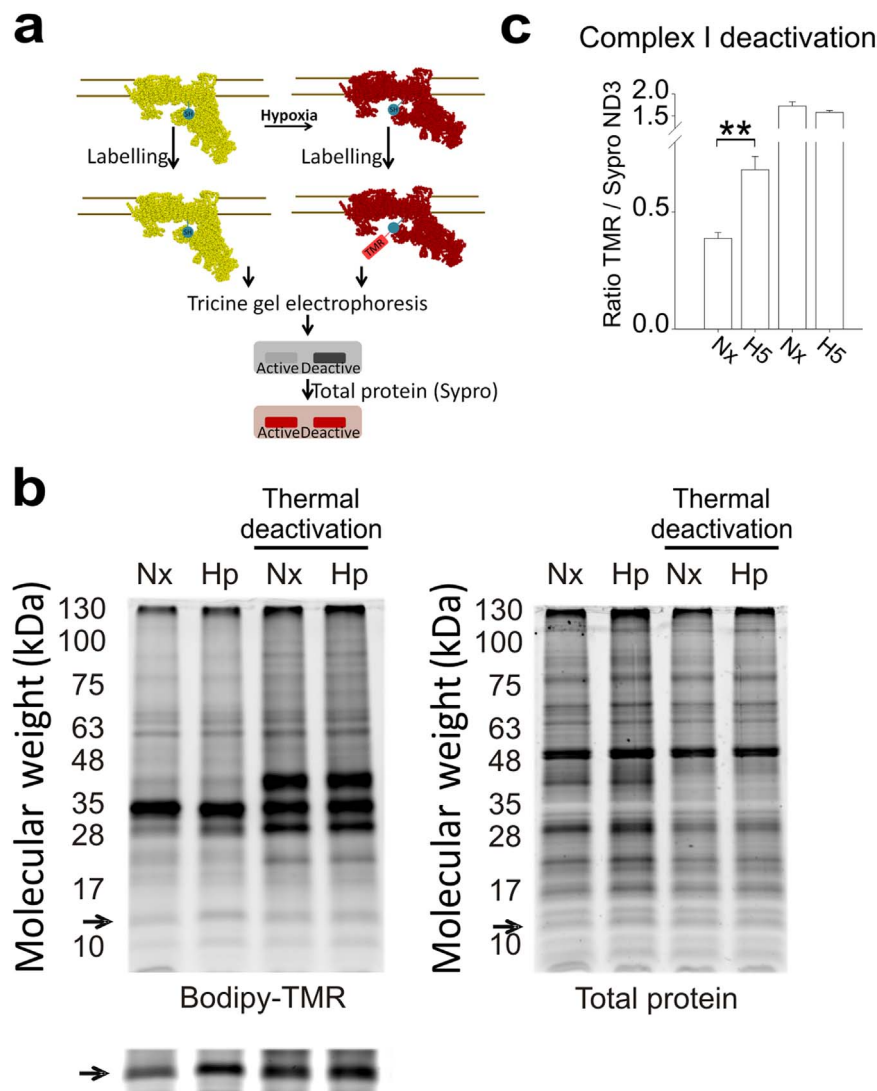 a
SH
Hypoxia
SH
Labelling
Labelling
SH
TMR
Tricine gel electrophoresis
Active Deactive
Total protein (Sypro)
Active Deactive
c
Complex I deactivation
Ratio TMR / Sypro ND3
2.0
1.5
0.5
0.0
**
Nx
H5
Nx
H5
b
Thermal
deactivation
Nx Hp Nx Hp
Molecular weight (kDa)
130
100
75
63
48
35
28
17
10
Bodipy-TMR
Thermal
deactivation
Nx Hp Nx Hp
Molecular weight (kDa)
130
100
75
63
48
35
28
17
10
Total protein